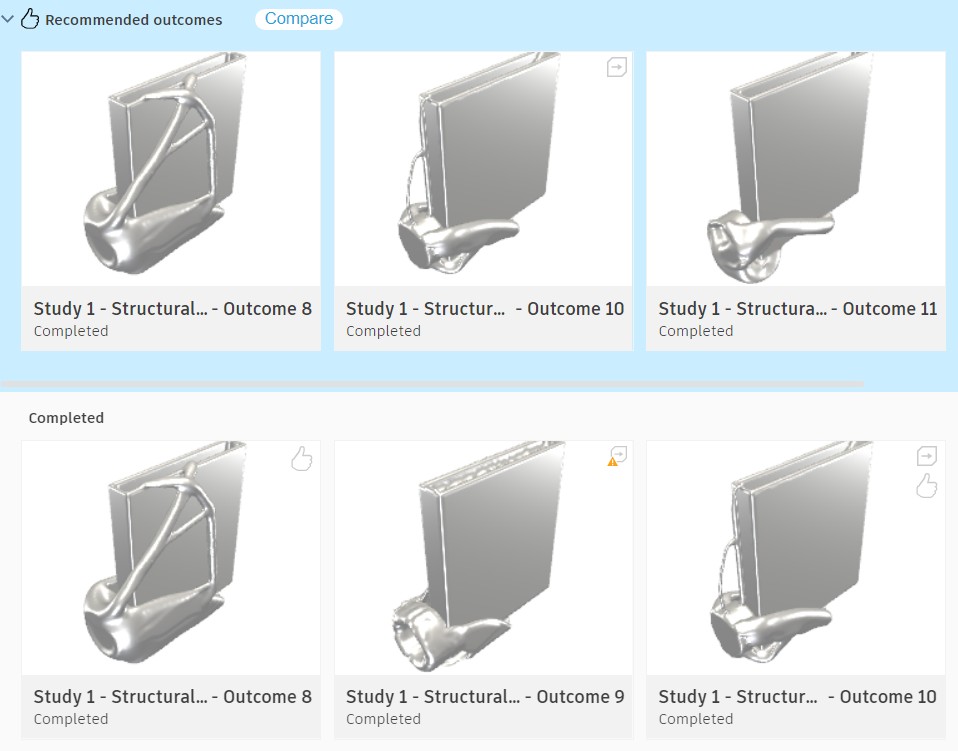 Recommended outcomes Compare
Study 1 - Structural... - Outcome 8
Completed
Study 1 - Structur... - Outcome 10
Completed
Study 1 - Structura... - Outcome 11
Completed
Completed
Study 1 - Structural... - Outcome 8
Completed
Study 1 - Structural... - Outcome 9
Completed
Study 1 - Structur... - Outcome 10
Completed